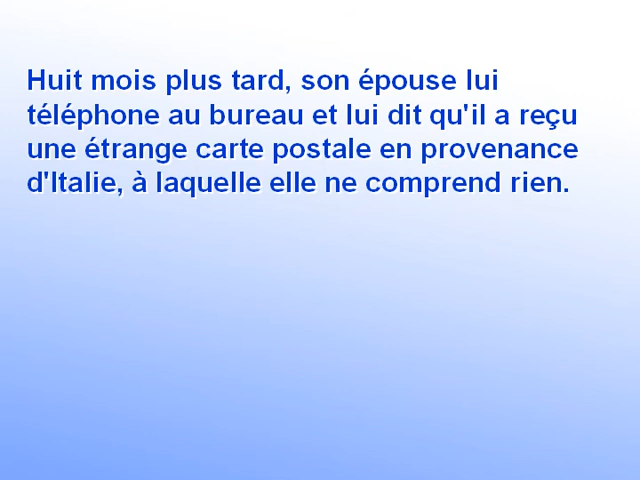 Huit mois plus tard, son épouse lui
téléphone au bureau et lui dit qu'il a reçu
une étrange carte postale en provenance
d'Italie, à laquelle elle ne comprend rien.